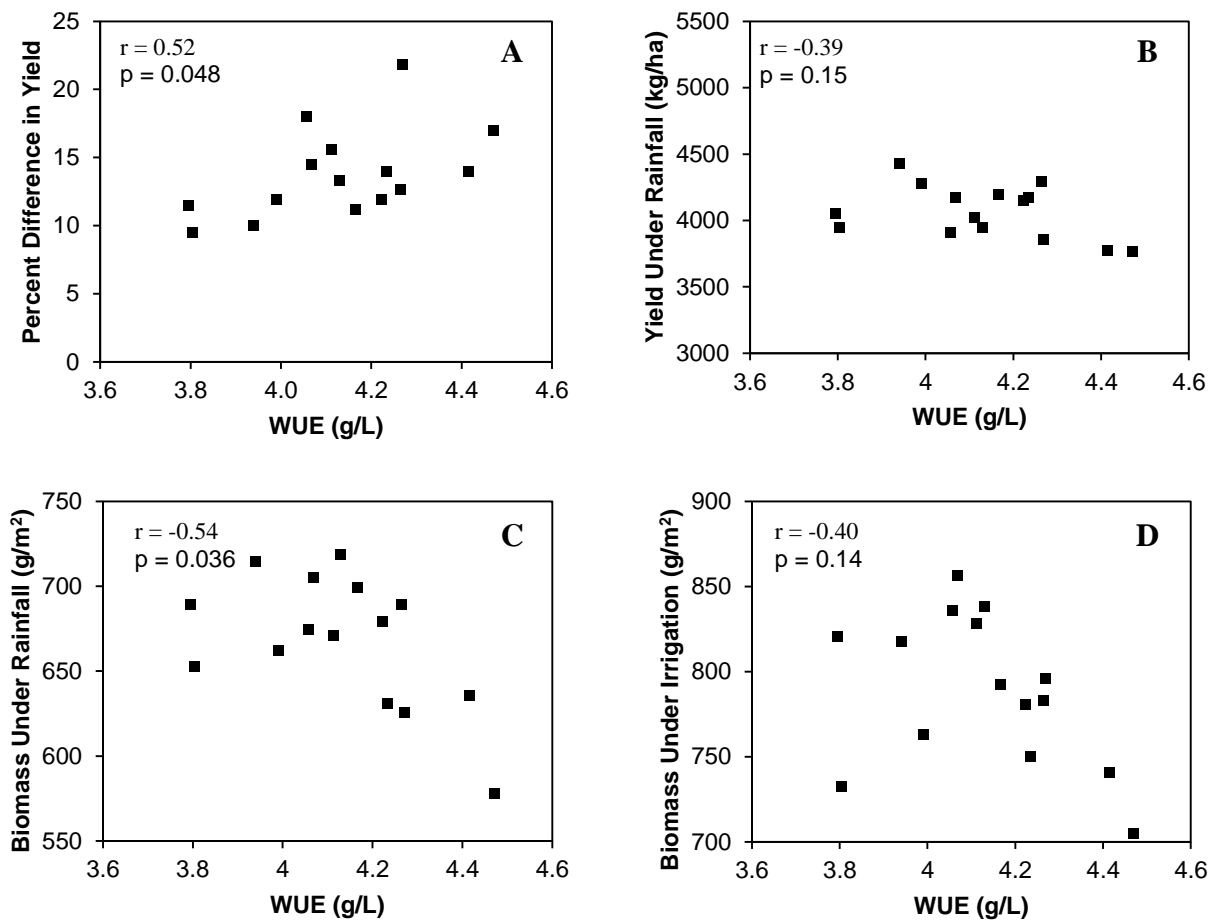 Percent Difference in Yield
25
20
15
10
5
0
r = 0.52
p = 0.048
A
3.6 3.8 4.0 4.2 4.4 4.6
WUE (g/L)
Yield Under Rainfall (kg/ha)
5500
5000
4500
4000
3500
3000
r = -0.39
p = 0.15
B
3.6 3.8 4 4.2 4.4 4.6
WUE (g/L)
Biomass Under Rainfall (g/m²)
750
700
650
600
550
r = -0.54
p = 0.036
C
3.6 3.8 4 4.2 4.4 4.6
WUE (g/L)
Biomass Under Irrigation (g/m²)
900
850
800
750
700
r = -0.40
p = 0.14
D
3.6 3.8 4 4.2 4.4 4.6
WUE (g/L)